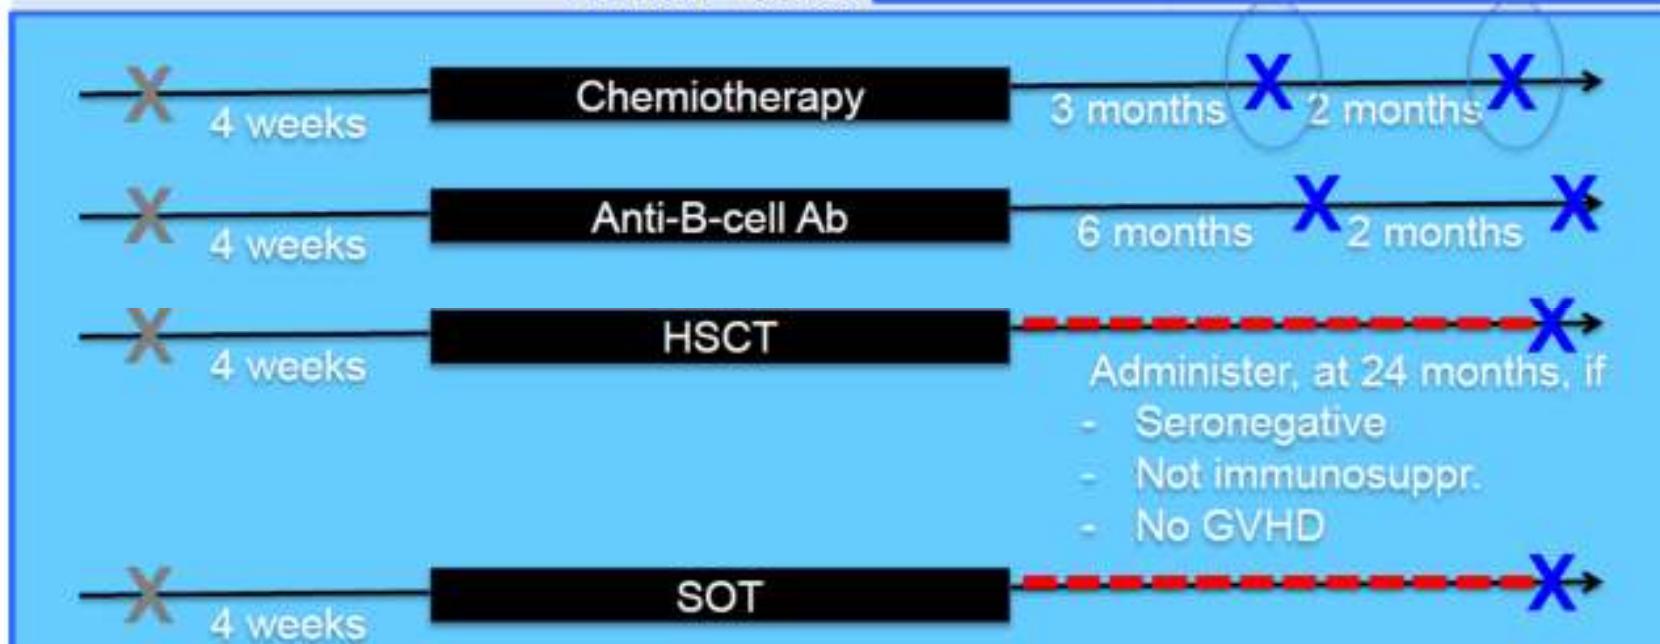 Chemiotherapy
4 weeks
3 months
2 months
Anti-B-cell Ab
4 weeks
6 months
2 months
HSCT
4 weeks
Administer, at 24 months, if
- Seronegative
- Not immunosuppr.
- No GVHD
SOT
4 weeks